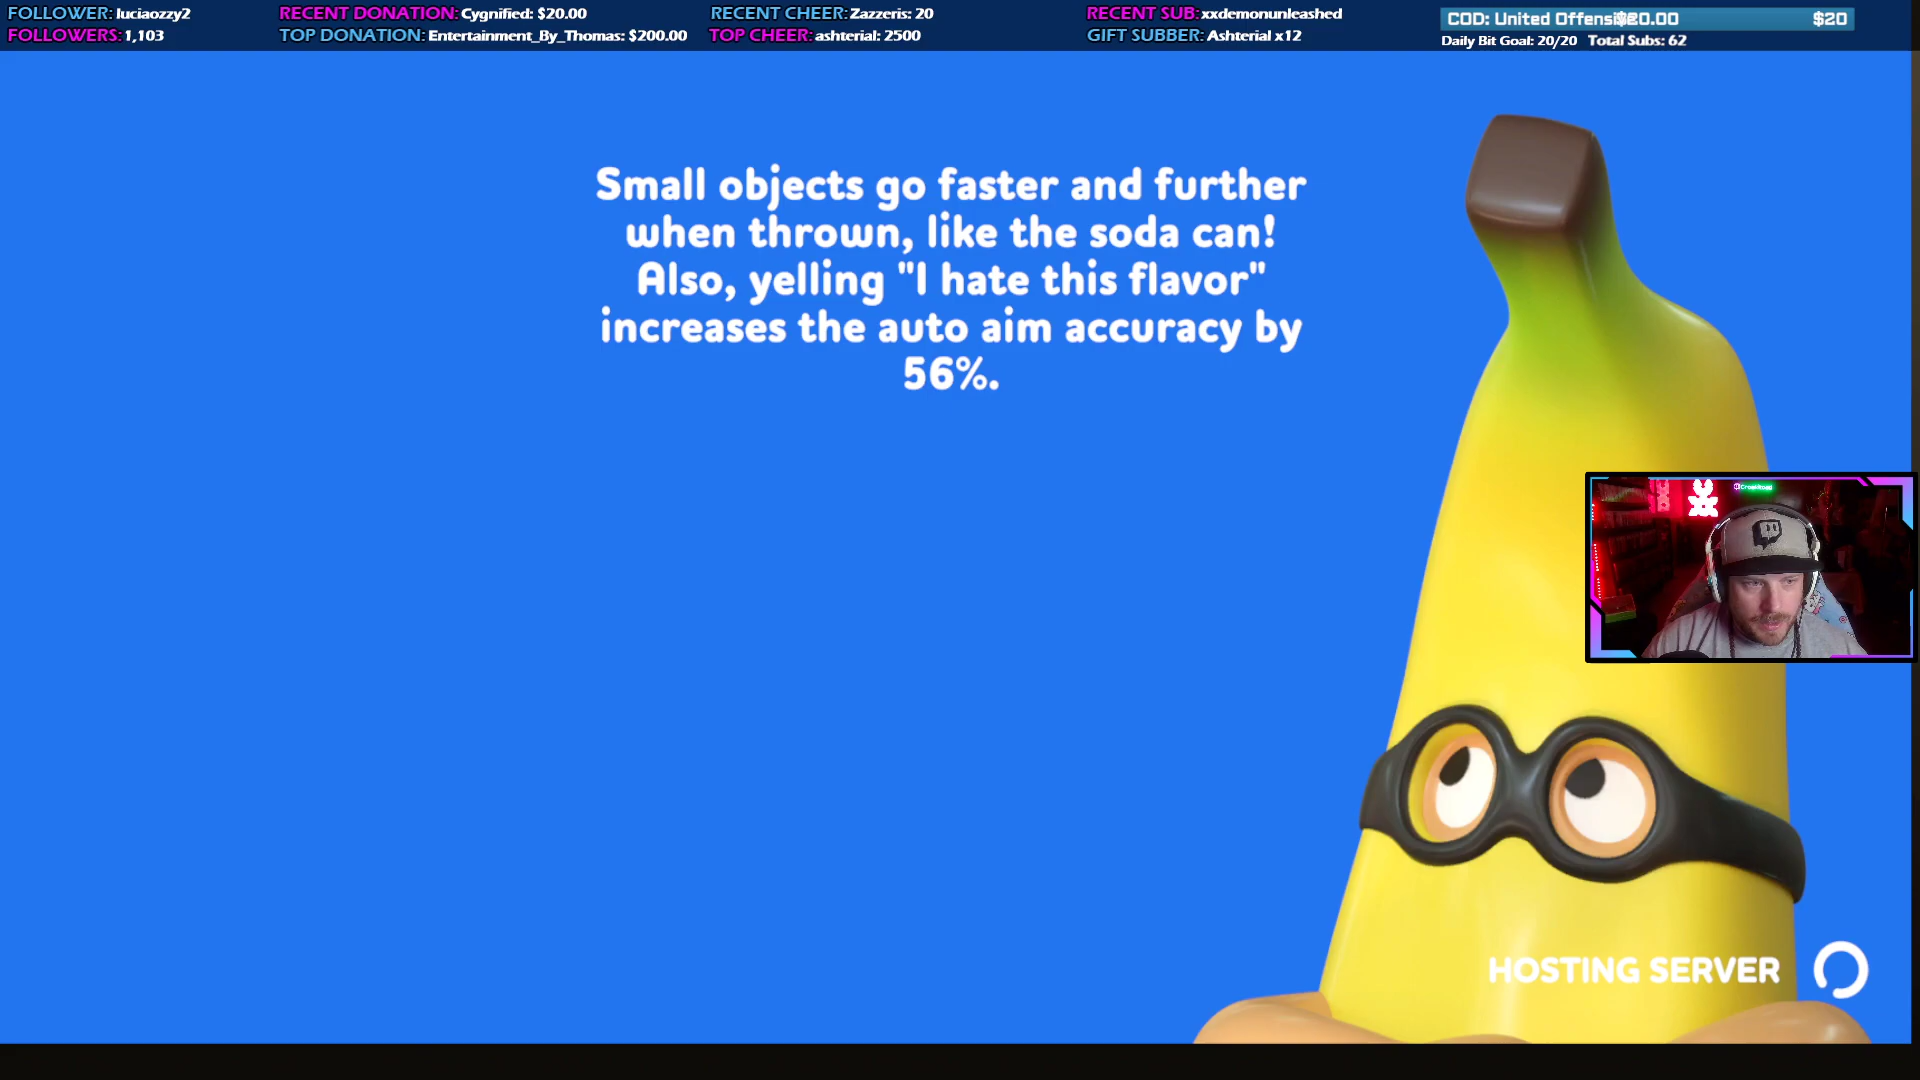 FOLLOWER: luciaozzy2
FOLLOWERS: 1,103
RECENT DONATION: Cygnified: $20.00
TOP DONATION: Entertainment_By_Thomas: $200.00
RECENT CHEER: Zazzeris: 20
TOP CHEER: ashterial: 2500
RECENT SUB: xxdemonunleashed
GIFT SUBBER: Ashterial x12
COD: United Offensi $20
Daily Bit Goal: 20/20 Total Subs: 62
Small objects go faster and further
when thrown, like the soda can!
Also, yelling "I hate this flavor"
increases the auto aim accuracy by
56%.
HOSTING SERVER